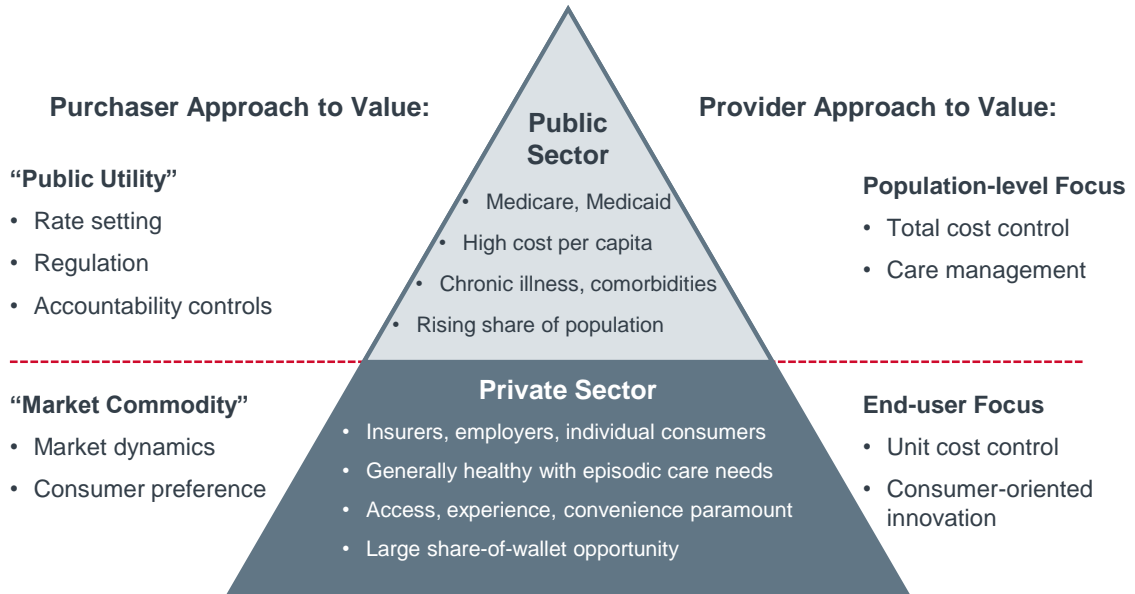 Purchaser Approach to Value:
Provider Approach to Value:
Public
Sector
• Medicare, Medicaid
• High cost per capita
• Chronic illness, comorbidities
• Rising share of population
“Public Utility”
• Rate setting
• Regulation
• Accountability controls
Population-level Focus
• Total cost control
• Care management
Private Sector
• Insurers, employers, individual consumers
• Generally healthy with episodic care needs
• Access, experience, convenience paramount
• Large share-of-wallet opportunity
“Market Commodity”
• Market dynamics
• Consumer preference
End-user Focus
• Unit cost control
• Consumer-oriented
innovation